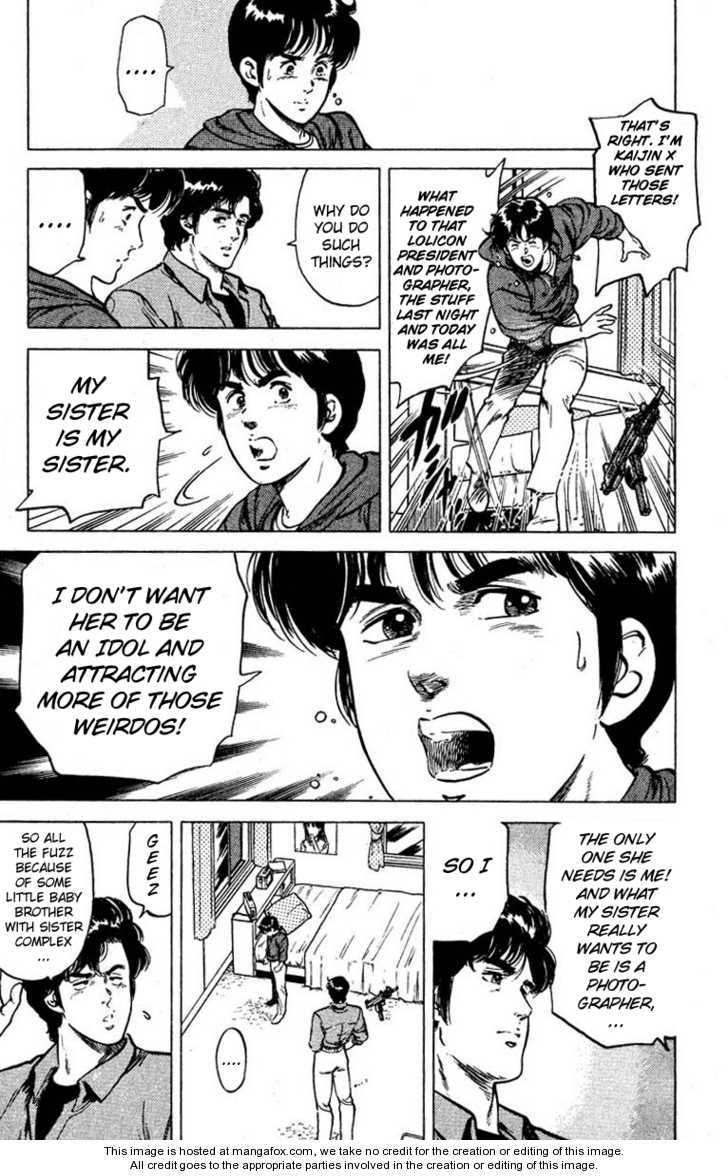 ....
THAT'S
RIGHT. I'M
KAIJIN X
WHO SENT
THOSE
LETTERS!
WHAT
HAPPENED
TO THAT
LOLICON
PRESIDENT
AND PHOTO-
GRAPHER,
THE STUFF
LAST NIGHT
AND TODAY
WAS ALL
ME!
WHY DO
YOU DO
SUCH
THINGS?
....
MY
SISTER
IS MY
SISTER.
I DON'T WANT
HER TO BE
AN IDOL AND
ATTRACTING
MORE OF THOSE
WEIRDOS!
THE ONLY
ONE SHE
NEEDS IS ME!
AND WHAT
MY SISTER
REALLY
WANTS TO
BE IS A
PHOTO-
GRAPHER,
...
SO I
...
....
GEEZ
SO ALL
THE FUZZ
BECAUSE
OF SOME
LITTLE BABY
BROTHER
WITH SISTER
COMPLEX
...
This image is hosted at mangafox.com, we take no credit for the creation or editing of this image.
All credit goes to the appropriate parties involved in the creation or editing of this image.